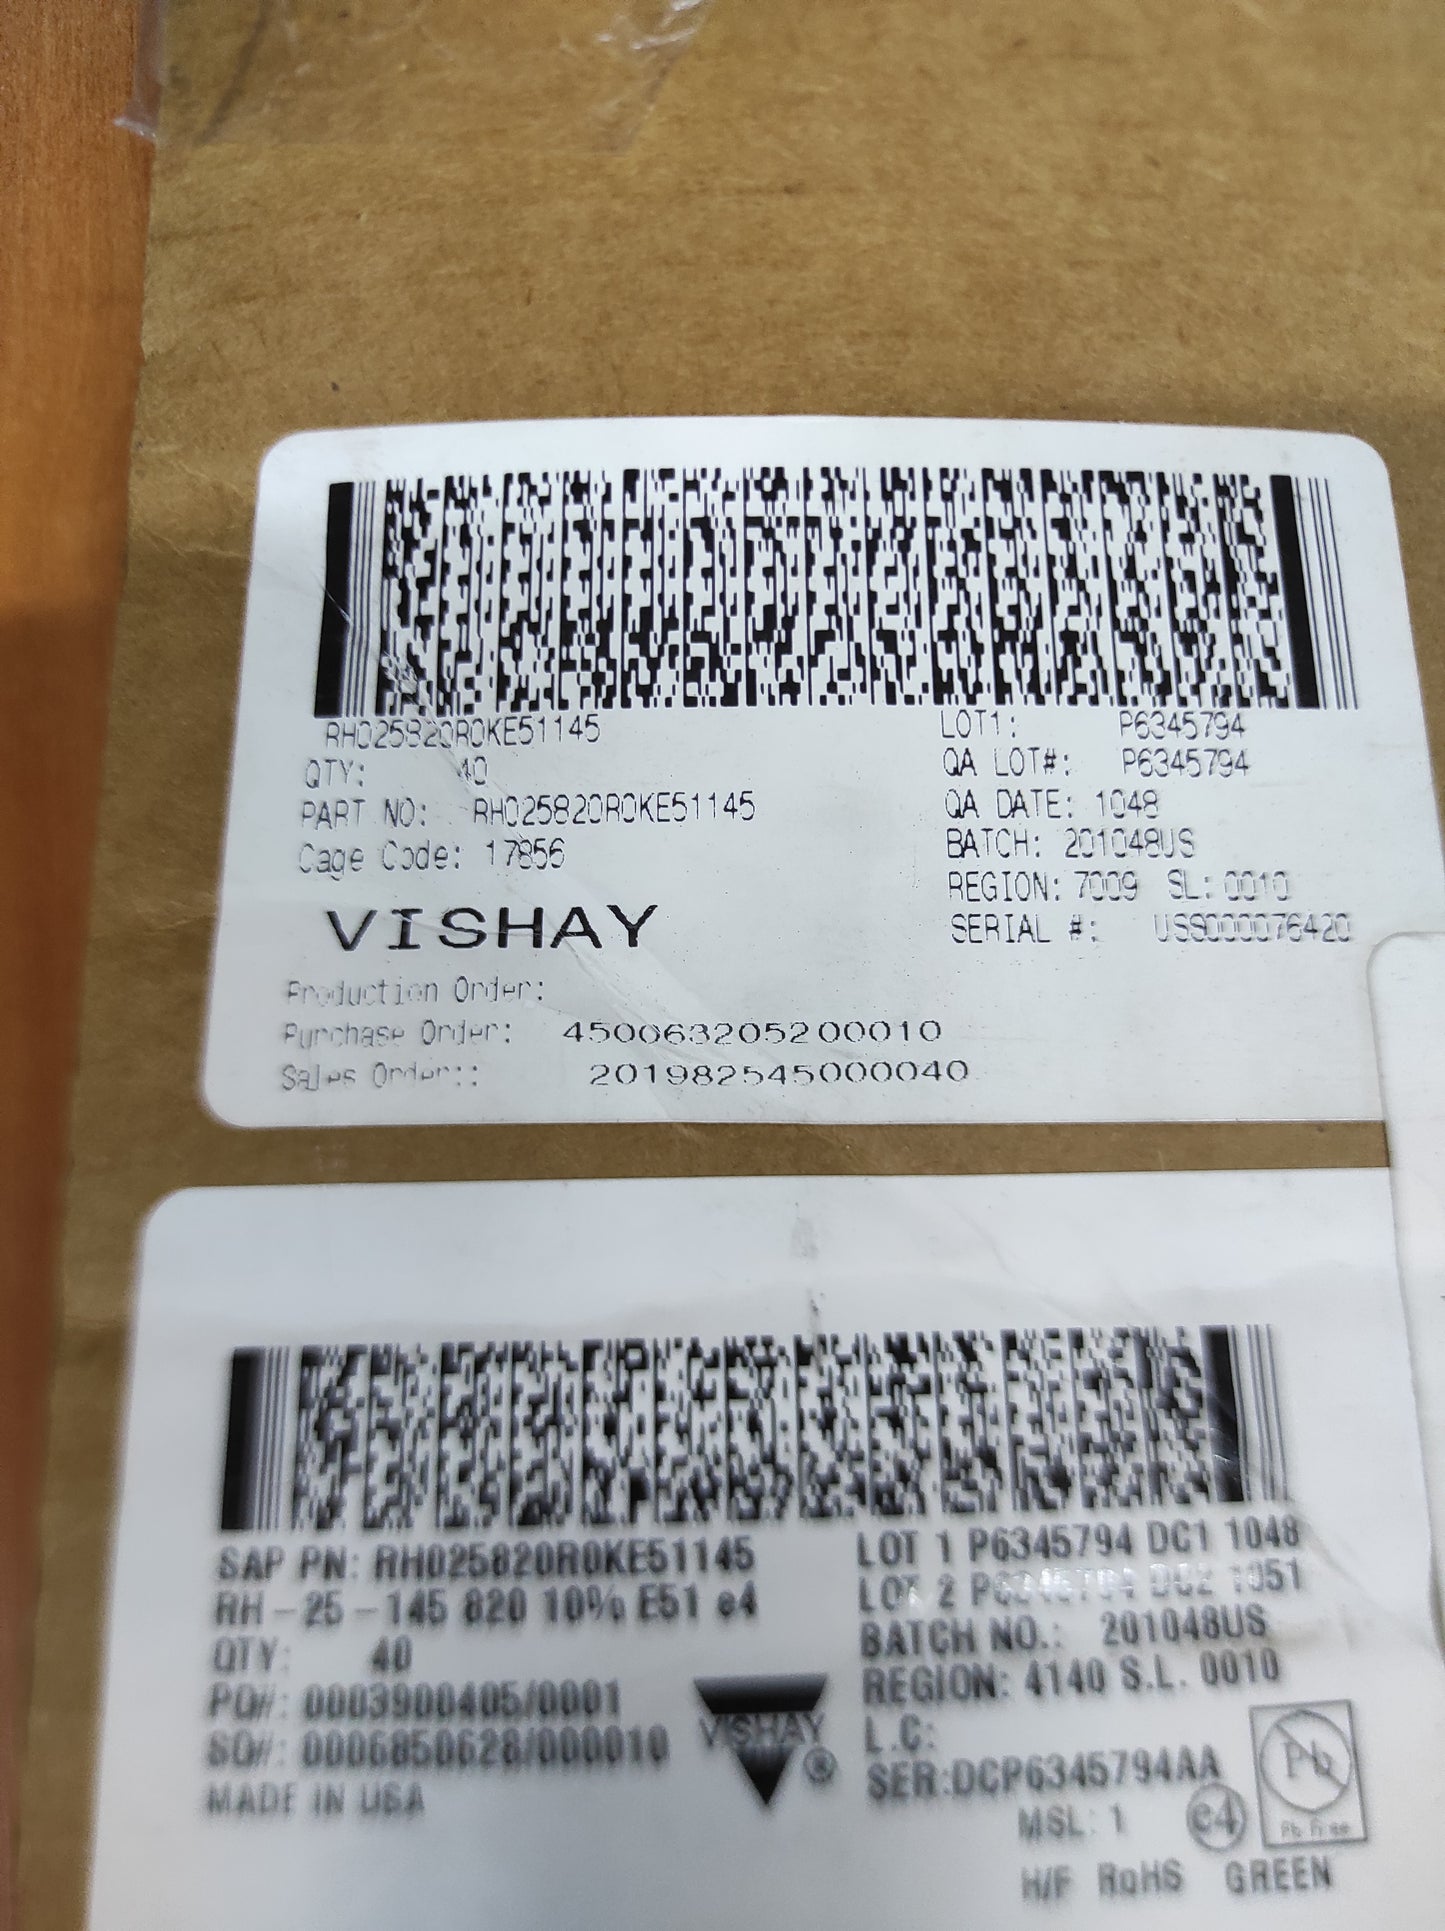 RH025820R0KE51145
QTY: 40
PART NO: RH025820R0KE51145
Cage Code: 17856
VISHAY
Production Order:
Purchase Order: 450063205200010
Sales Order:: 201982545000040
LOT1: P6345794
QA LOT#: P6345794
QA DATE: 1048
BATCH: 201048US
REGION: 7009 SL: 0010
SERIAL #: USS000076420
SAP PN: RH025820R0KE51145
RH-25-145 820 10% E51 e4
QTY: 40
PO#: 0003900405/0001
SO#: 0006850628/000010
MADE IN USA
VISHAY
®
LOT 1 P6345794 DC1 1048
LOT 2 DC2 1051
BATCH NO.: 201048US
REGION: 4140 S.L. 0010
L.C:
SER:DCP6345794AA
MSL: 1
e4
Pb
Pb Free
H/F RoHS GREEN